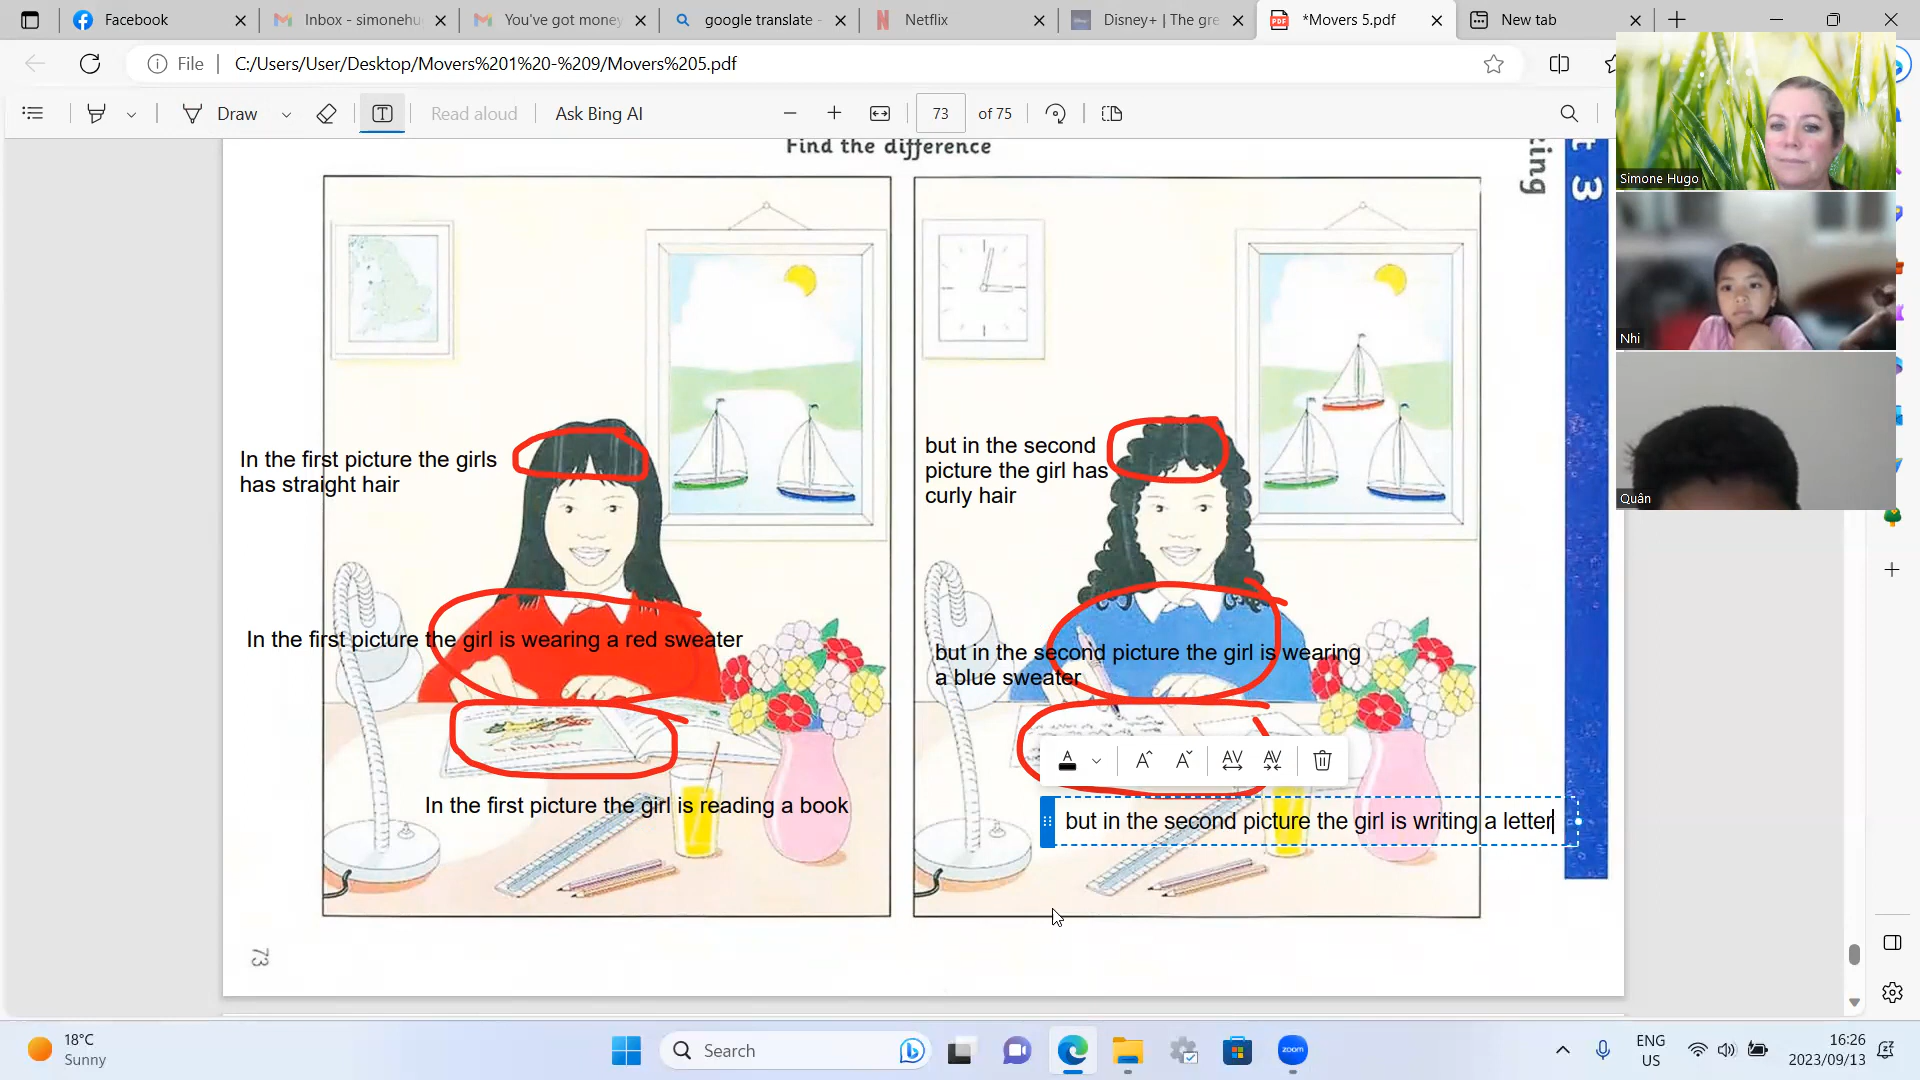 Facebook
Inbox - simonehu
You've got money
google translate -
Netflix
Disney+ | The gre
*Movers 5.pdf
New tab
File
C:/Users/User/Desktop/Movers%201%20-%209/Movers%205.pdf
Draw
Read aloud
Ask Bing AI
73
of 75
Find the difference
t 3
Simone Hugo
Nhi
Quân
In the first picture the girls
has straight hair
but in the second
picture the girl has
curly hair
In the first picture the girl is wearing a red sweater
but in the second picture the girl is wearing
a blue sweater
In the first picture the girl is reading a book
but in the second picture the girl is writing a letter
73
18°C
Sunny
Search
zoom
ENG
US
16:26
2023/09/13